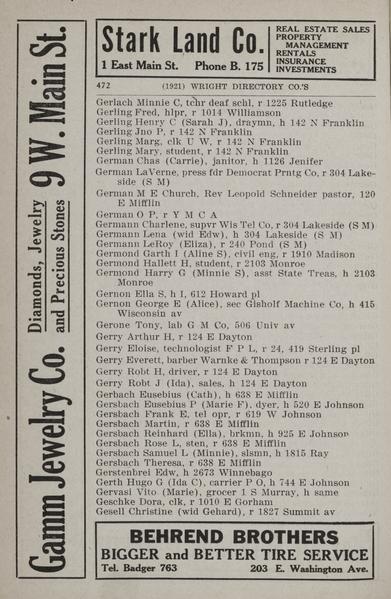 Stark Land Co.
1 East Main St. Phone B. 175
REAL ESTATE SALES
PROPERTY
MANAGEMENT
RENTALS
INSURANCE
INVESTMENTS
Gamm Jewelry Co. Diamonds, Jewelry and Precious Stones 9 W. Main St.
472 (1921) WRIGHT DIRECTORY CO.'S
Gerlach Minnie C, tchr deaf schl, r 1225 Rutledge
Gerling Fred, hlpr, r 1014 Williamson
Gerling Henry C (Sarah J), draymn, h 142 N Franklin
Gerling Jno P, r 142 N Franklin
Gerling Marg, clk U W, r 142 N Franklin
Gerling Mary, student, r 142 N Franklin
German Chas (Carrie), janitor, h 1126 Jenifer
German LaVerne, press fdr Democrat Prntg Co, r 304 Lake-
side (S M)
German M E Church, Rev Leopold Schneider pastor, 120
E Mifflin
German O P, r Y M C A
Germann Charlene, supvr Wis Tel Co, r 304 Lakeside (S M)
Germann Lena (wid Edw), h 304 Lakeside (S M)
Germann LeRoy (Eliza), r 240 Pond (S M)
Germond Garth I (Aline S), civil eng, r 1910 Madison
Germond Hallett H, student, r 2103 Monroe
Germond Harry G (Minnie S), asst State Treas, h 2103
Monroe
Gernon Ella S, h 1, 612 Howard pl
Gernon George E (Alice), sec Gisholt Machine Co, h 415
Wisconsin av
Gerone Tony, lab G M Co, 506 Univ av
Gerry Arthur H, r 124 E Dayton
Gerry Eloise, technologist F P L, r 24, 419 Sterling pl
Gerry Everett, barber Warnke & Thompson r 124 E Dayton
Gerry Robt H, driver, r 124 E Dayton
Gerry Robt J (Ida), sales, h 124 E Dayton
Gerbach Eusebius (Cath), h 638 E Mifflin
Gersbach Eusebius P (Marie F), dyer, h 520 E Johnson
Gersbach Frank E, tel opr, r 619 W Johnson
Gersbach Martin, r 638 E Mifflin
Gersbach Reinhard (Ella), brkmn, h 925 E Johnson
Gersbach Rose L, sten, r 638 E Mifflin
Gersbach Samuel L (Minnie), slsmn, h 1815 Ray
Gersbach Theresa, r 638 E Mifflin
Gerstenbrei Edw, h 2673 Winnebago
Gerth Hugo G (Ida C), carrier P O, h 744 E Johnson
Gervasi Vito (Marie), grocer 1 S Murray, h same
Geschke Dora, clk, r 1010 E Gorham
Gesell Christine (wid Gehard), r 1827 Summit av
BEHREND BROTHERS
BIGGER and BETTER TIRE SERVICE
Tel. Badger 763 203 E. Washington Ave.